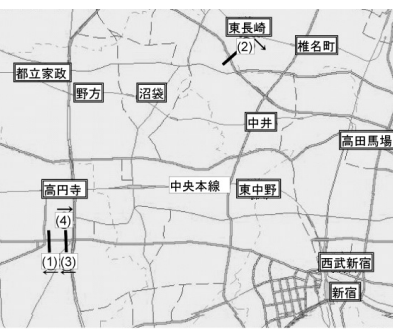 東長崎
(2)
椎名町
都立家政
野方
沼袋
中井
高田馬場
高円寺
中央本線
東中野
(4)
(1)
(3)
西武新宿
新宿